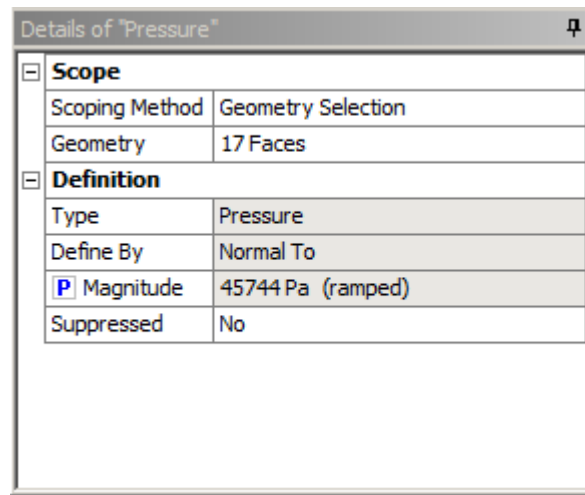 Details of "Pressure"
Scope
Scoping Method Geometry Selection
Geometry 17 Faces
Definition
Type Pressure
Define By Normal To
P Magnitude 45744 Pa (ramped)
Suppressed No